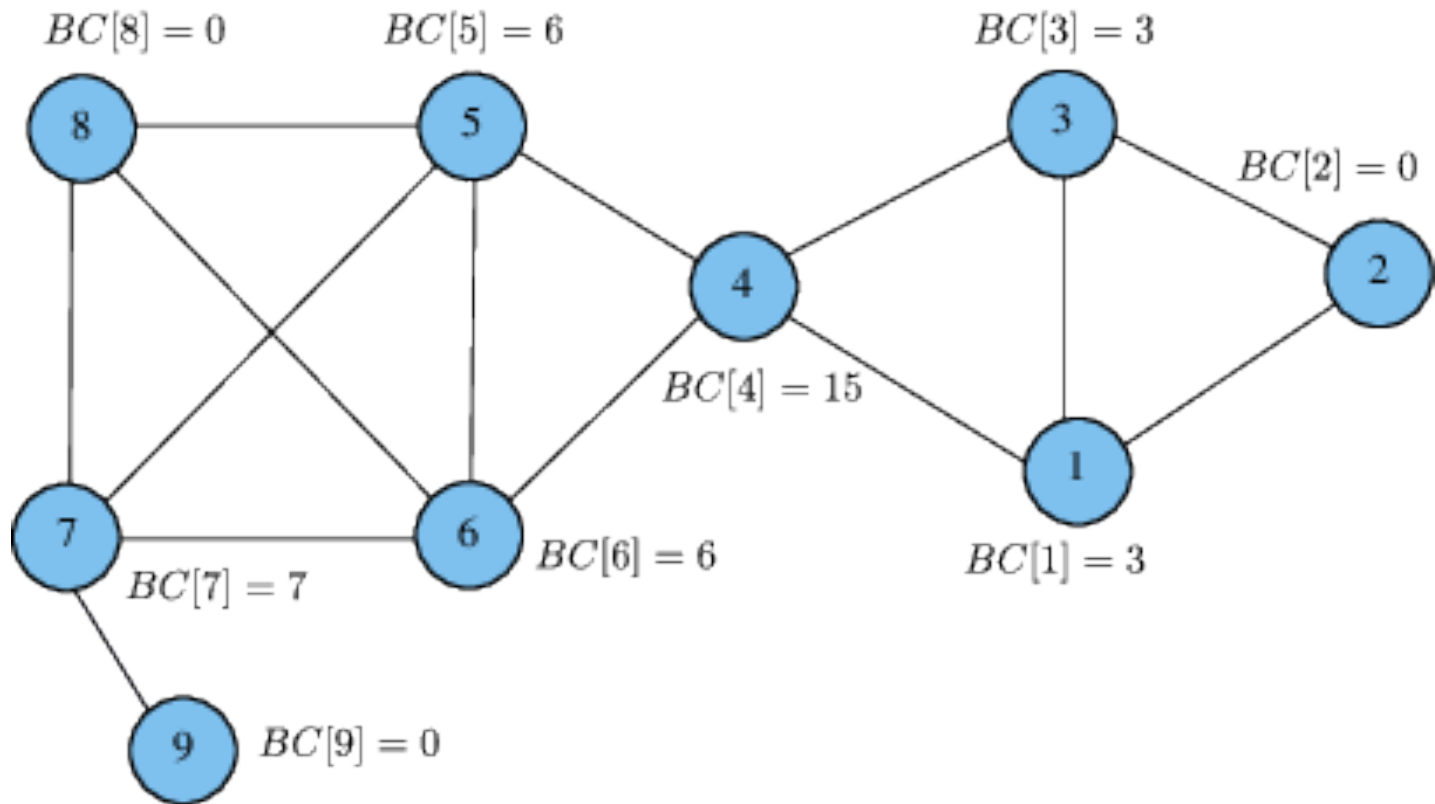 BC[8] = 0
BC[5] = 6
BC[3] = 3
8
5
3
BC[2] = 0
4
2
BC[4] = 15
1
7
6
BC[6] = 6
BC[1] = 3
BC[7] = 7
9
BC[9] = 0